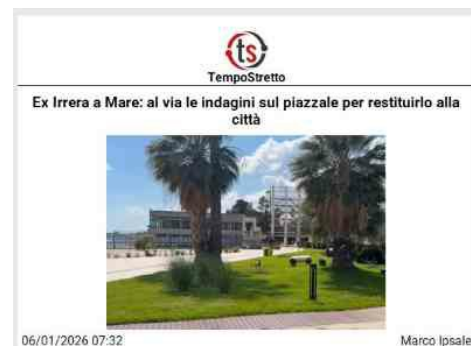 ts
TempoStretto
Ex Irrera a Mare: al via le indagini sul piazzale per restituirlo alla
città
06/01/2026 07:32
Marco Ipsale